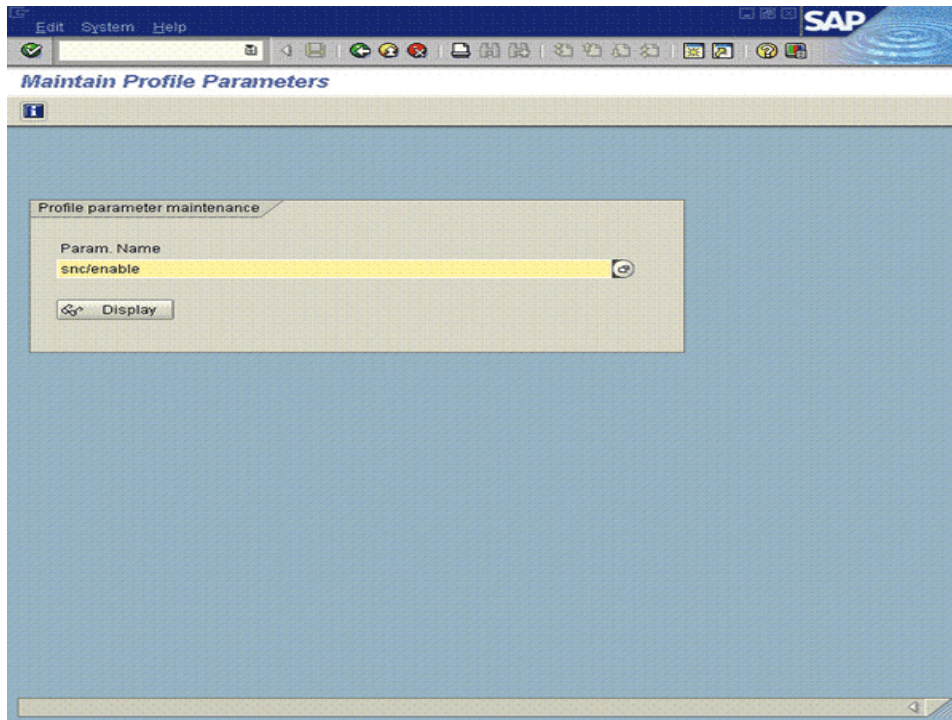 Edit System Help
SAP
Maintain Profile Parameters
Profile parameter maintenance
Param. Name
snc/enable
Display